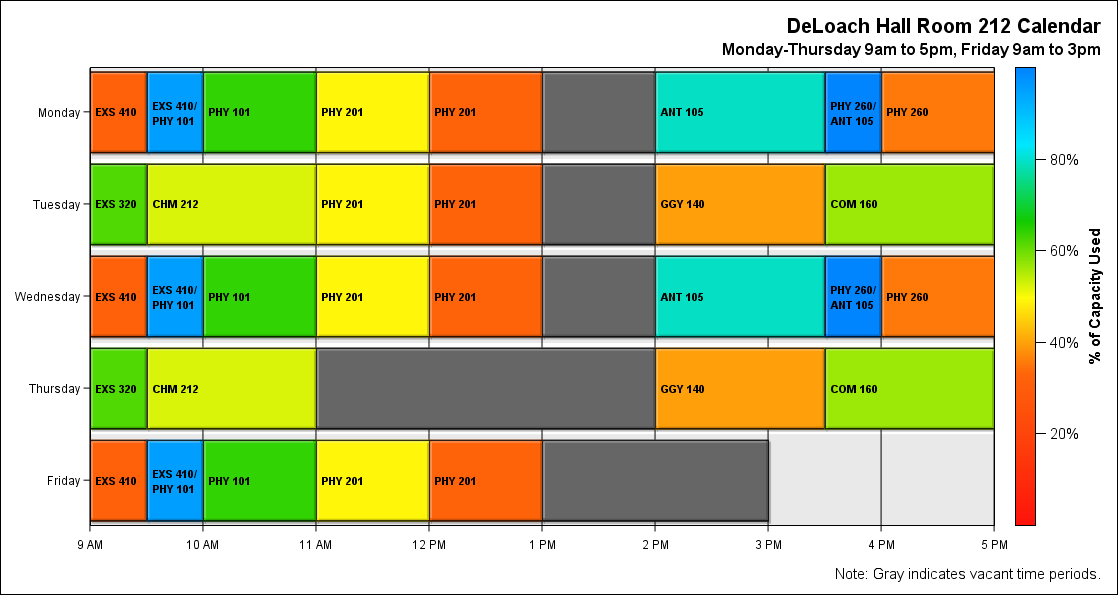 DeLoach Hall Room 212 Calendar
Monday-Thursday 9am to 5pm, Friday 9am to 3pm
Monday
EXS 410
EXS 410/
PHY 101
PHY 101
PHY 201
PHY 201
ANT 105
PHY 260/
ANT 105
PHY 260
Tuesday
EXS 320
CHM 212
PHY 201
PHY 201
GGY 140
COM 160
Wednesday
EXS 410
EXS 410/
PHY 101
PHY 101
PHY 201
PHY 201
ANT 105
PHY 260/
ANT 105
PHY 260
Thursday
EXS 320
CHM 212
GGY 140
COM 160
Friday
EXS 410
EXS 410/
PHY 101
PHY 101
PHY 201
PHY 201
9 AM
10 AM
11 AM
12 PM
1 PM
2 PM
3 PM
4 PM
5 PM
80%
60%
40%
20%
% of Capacity Used
Note: Gray indicates vacant time periods.